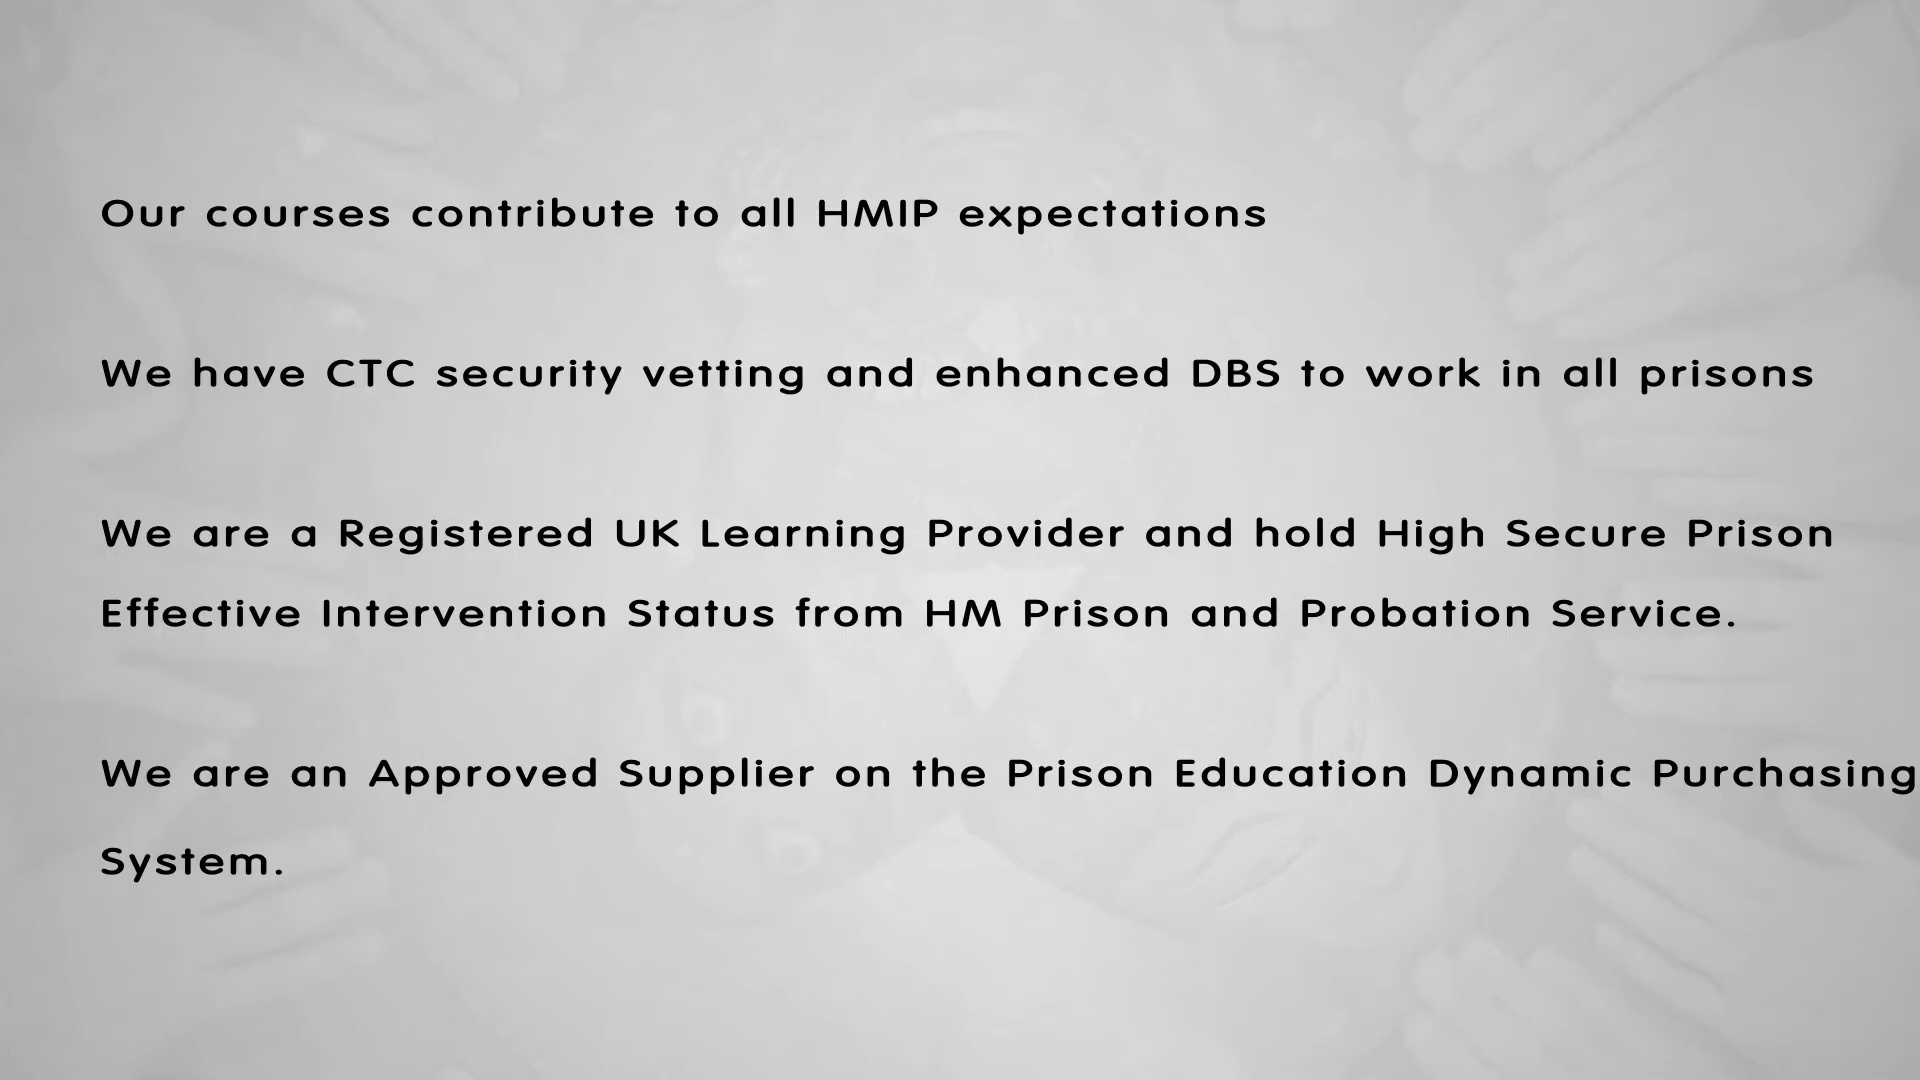 Our courses contribute to all HMIP expectations
We have CTC security vetting and enhanced DBS to work in all prisons
We are a Registered UK Learning Provider and hold High Secure Prison
Effective Intervention Status from HM Prison and Probation Service.
We are an Approved Supplier on the Prison Education Dynamic Purchasing
System.